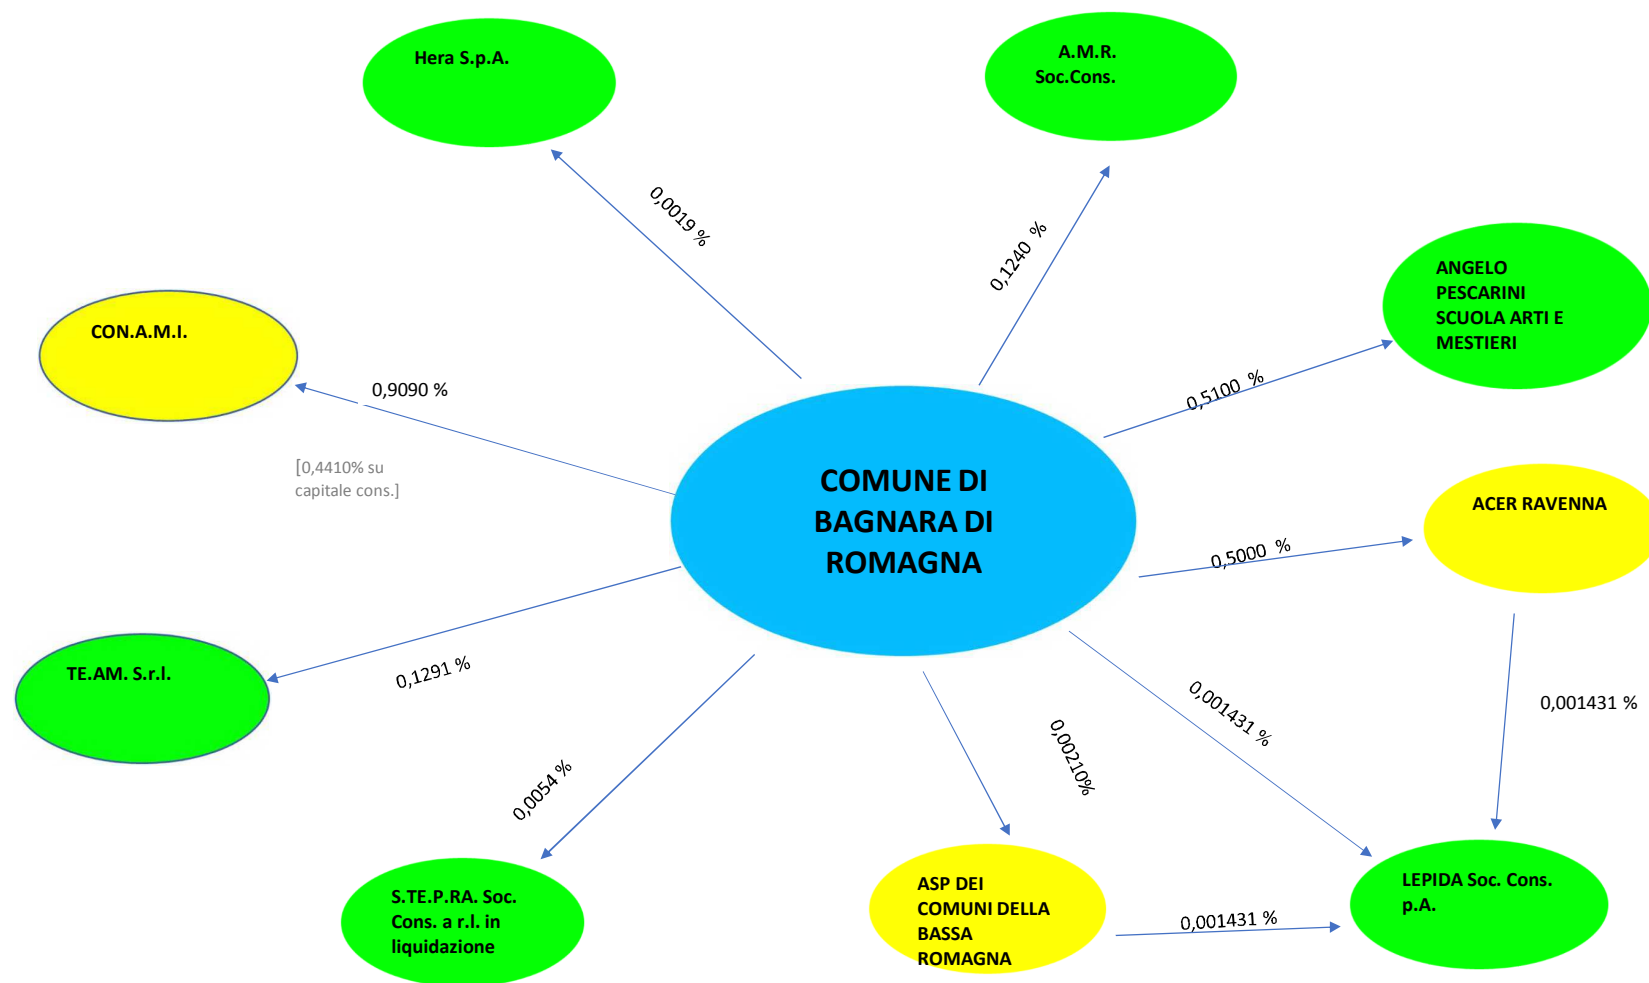 Hera S.p.A.
A.M.R.
Soc.Cons.
0,0019 %
0,1240 %
ANGELO
PESCARINI
SCUOLA ARTI E
MESTIERI
CON.A.M.I.
0,9090 %
0,5100 %
[0,4410% su
capitale cons.]
COMUNE DI
BAGNARA DI
ROMAGNA
ACER RAVENNA
0,5000 %
TE.AM. S.r.l.
0,1291 %
0,001431 %
0,001431 %
0,00210%
0,0054 %
S.TE.P.RA. Soc.
Cons. a r.l. in
liquidazione
ASP DEI
COMUNI DELLA
BASSA
ROMAGNA
0,001431 %
LEPIDA Soc. Cons.
p.A.